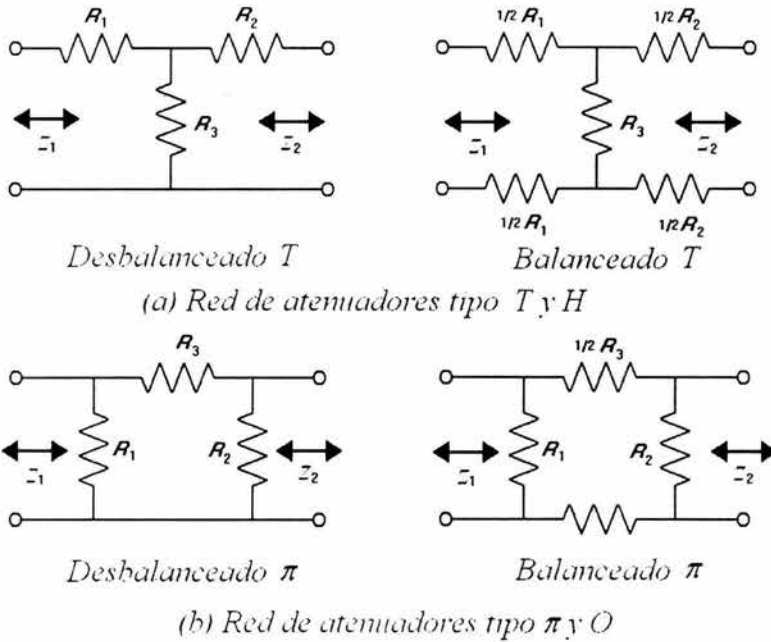 R1 R2 1/2 R1 1/2 R2
R3 R3
Z1 Z2 Z1 Z2
1/2 R1 1/2 R2
Desbalanceado T Balanceado T
(a) Red de atenuadores tipo T y H
R3 1/2 R3
R1 R2 R1 R2
Z1 Z2 Z1 Z2
Desbalanceado π Balanceado π
(b) Red de atenuadores tipo π y O